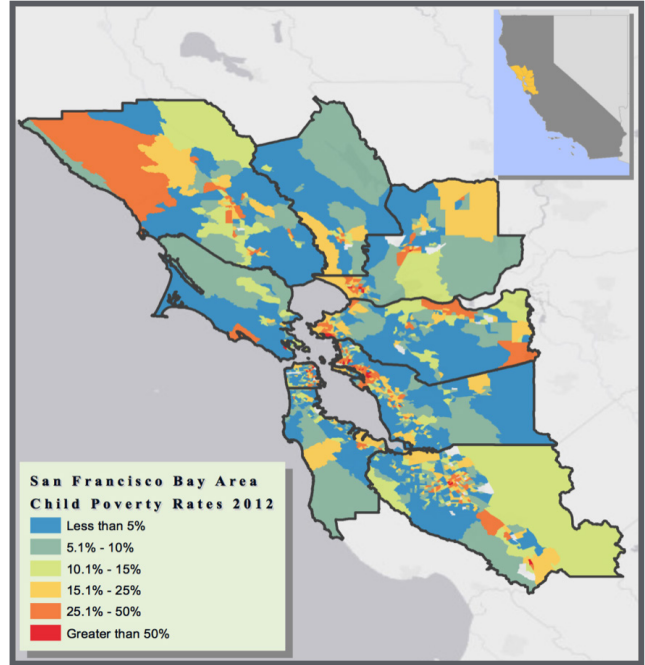 San Francisco Bay Area
Child Poverty Rates 2012
Less than 5%
5.1% - 10%
10.1% - 15%
15.1% - 25%
25.1% - 50%
Greater than 50%